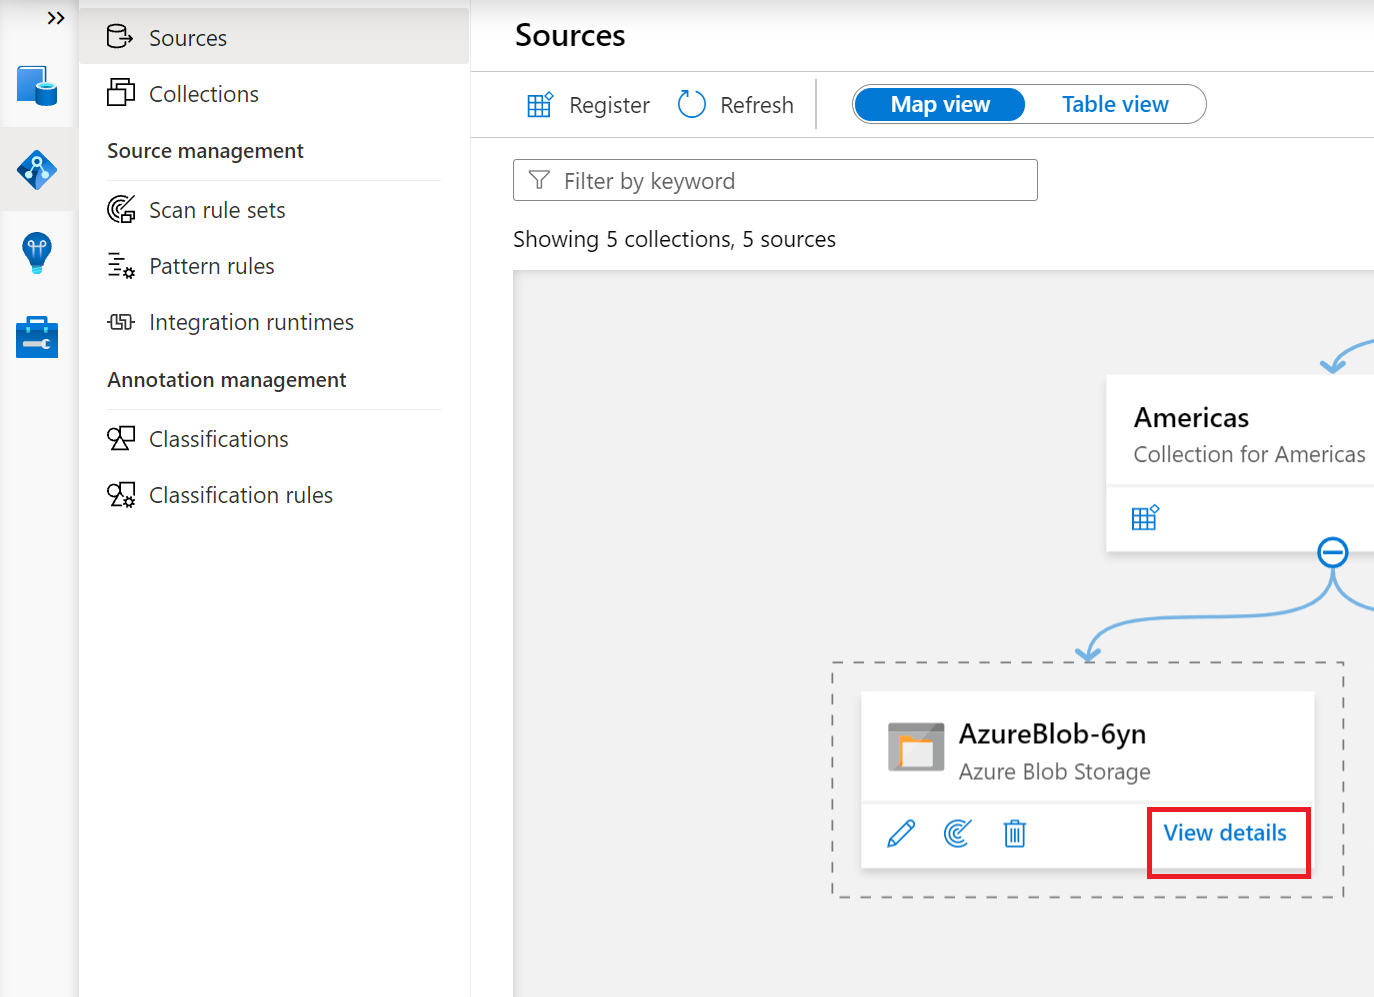 Sources
Collections
Source management
Scan rule sets
Pattern rules
Integration runtimes
Annotation management
Classifications
Classification rules
Sources
Register
Refresh
Map view
Table view
Filter by keyword
Showing 5 collections, 5 sources
Americas
Collection for Americas
AzureBlob-6yn
Azure Blob Storage
View details